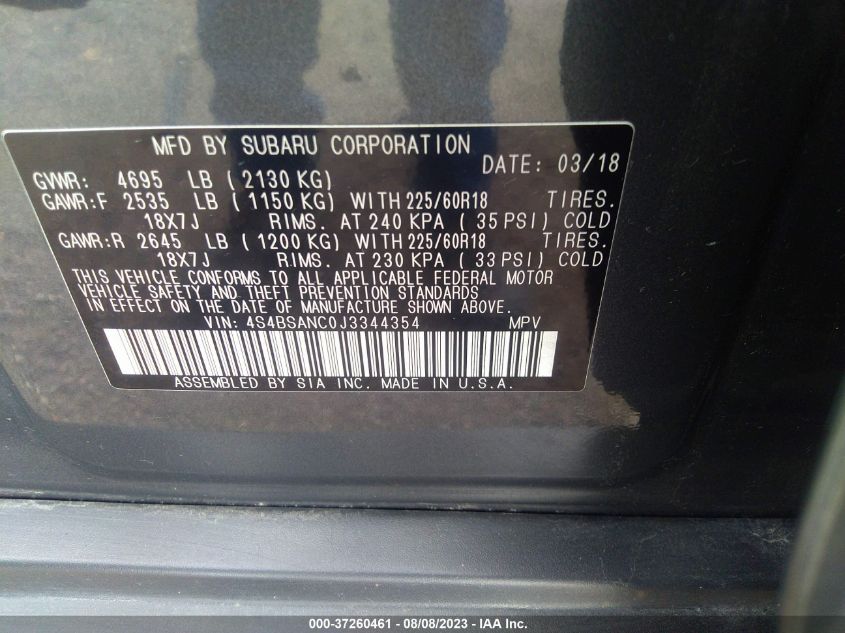 MFD BY SUBARU CORPORATION
DATE: 03/18
GVWR: 4695 LB ( 2130 KG)
GAWR:F 2535 LB ( 1150 KG) WITH 225/60R18 TIRES.
18X7J RIMS. AT 240 KPA ( 35 PSI) COLD
GAWR:R 2645 LB ( 1200 KG) WITH 225/60R18 TIRES.
18X7J RIMS. AT 230 KPA ( 33 PSI) COLD
THIS VEHICLE CONFORMS TO ALL APPLICABLE FEDERAL MOTOR
VEHICLE SAFETY AND THEFT PREVENTION STANDARDS
IN EFFECT ON THE DATE OF MANUFACTURE SHOWN ABOVE.
VIN: 4S4BSANC0J3344354 MPV
ASSEMBLED BY SIA INC. MADE IN U.S.A.
000-37260461 - 08/08/2023 - IAA Inc.